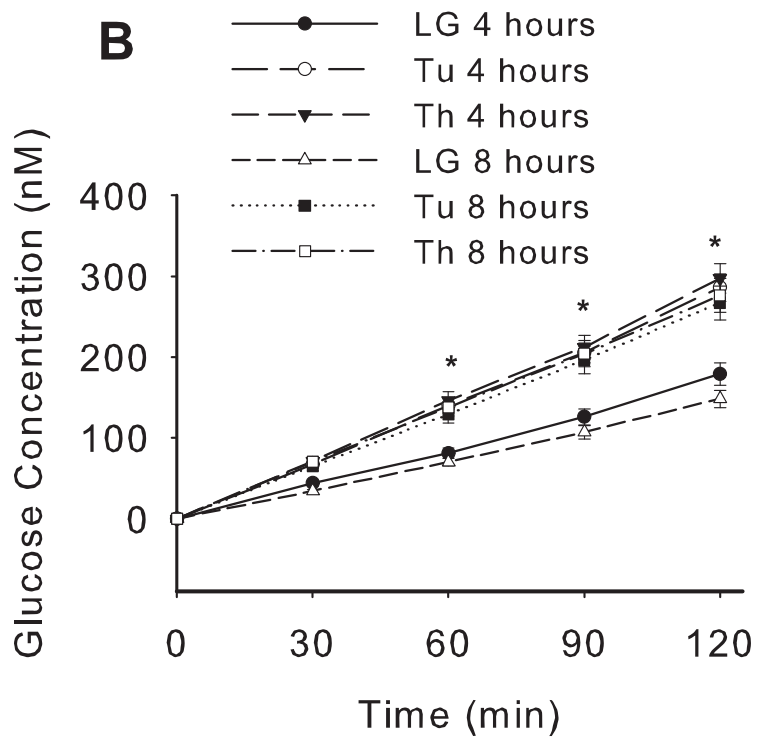 B
LG 4 hours
Tu 4 hours
Th 4 hours
LG 8 hours
Tu 8 hours
Th 8 hours
Glucose Concentration (nM)
400
300
200
100
0
*
*
*
0 30 60 90 120
Time (min)